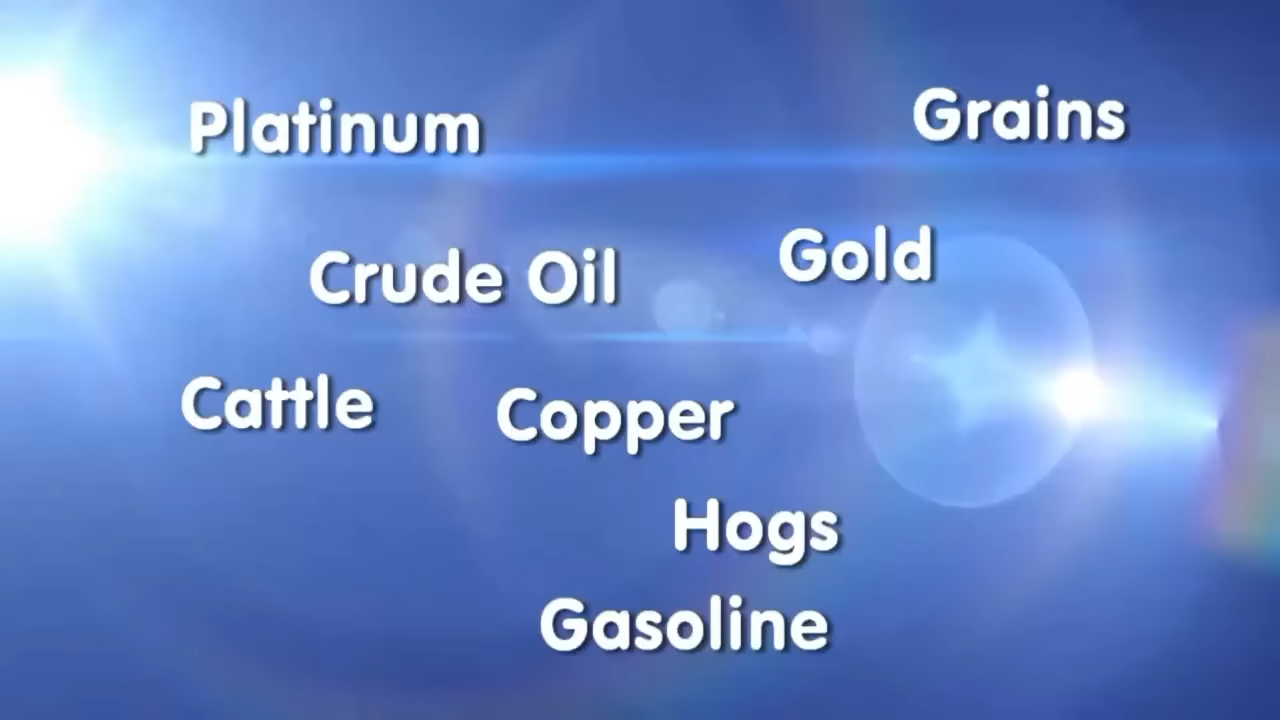 Platinum
Grains
Crude Oil
Gold
Cattle
Copper
Hogs
Gasoline